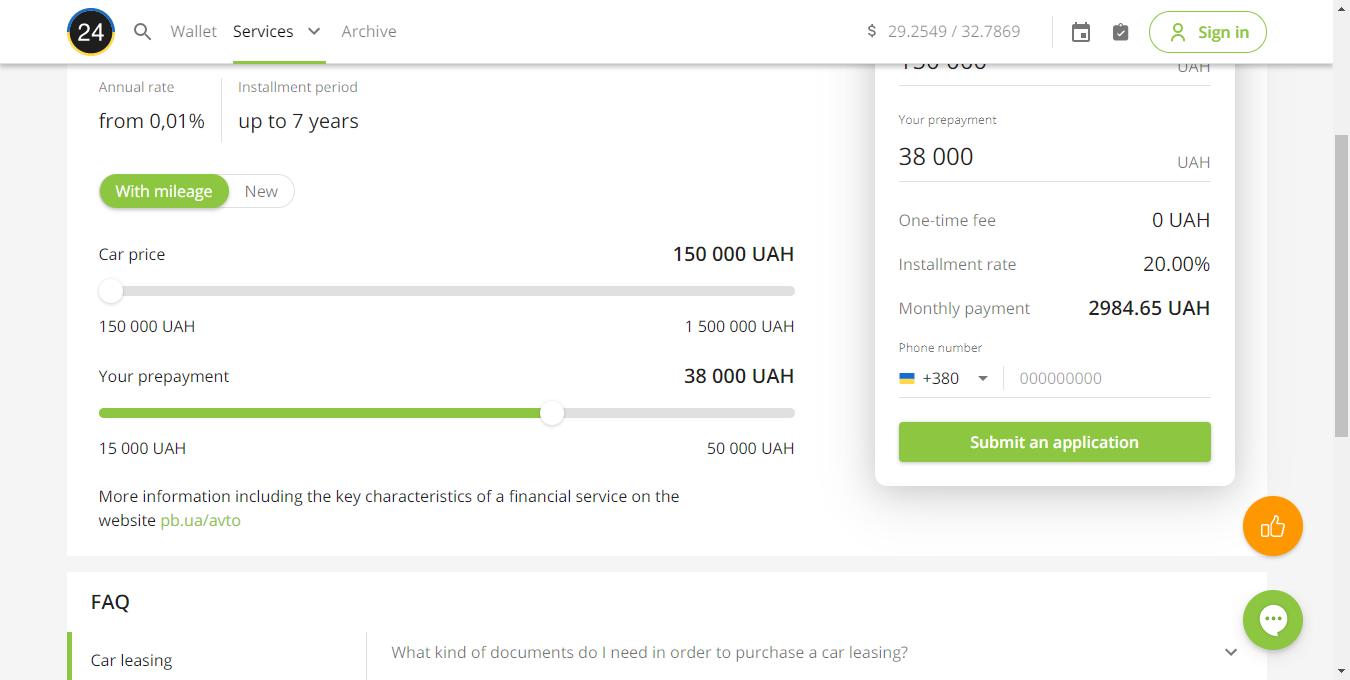 24
Wallet
Services
Archive
$ 29.2549 / 32.7869
Sign in
Annual rate
from 0,01%
Installment period
up to 7 years
With mileage
New
Car price
150 000 UAH
150 000 UAH
1 500 000 UAH
Your prepayment
38 000 UAH
15 000 UAH
50 000 UAH
More information including the key characteristics of a financial service on the
website pb.ua/avto
150 000 UAH
Your prepayment
38 000 UAH
One-time fee 0 UAH
Installment rate 20.00%
Monthly payment 2984.65 UAH
Phone number
+380 000000000
Submit an application
FAQ
Car leasing
What kind of documents do I need in order to purchase a car leasing?